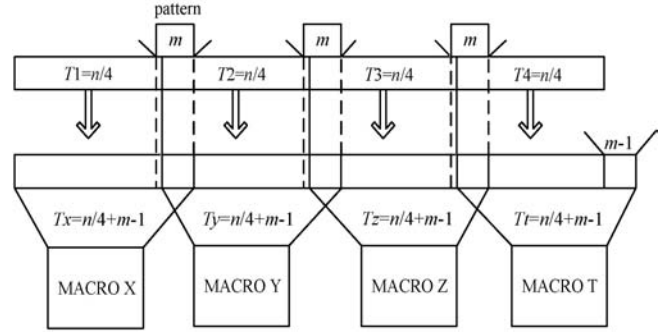 pattern
m m m
T1=n/4 T2=n/4 T3=n/4 T4=n/4
m-1
Tx=n/4+m-1 Ty=n/4+m-1 Tz=n/4+m-1 Tt=n/4+m-1
MACRO X MACRO Y MACRO Z MACRO T